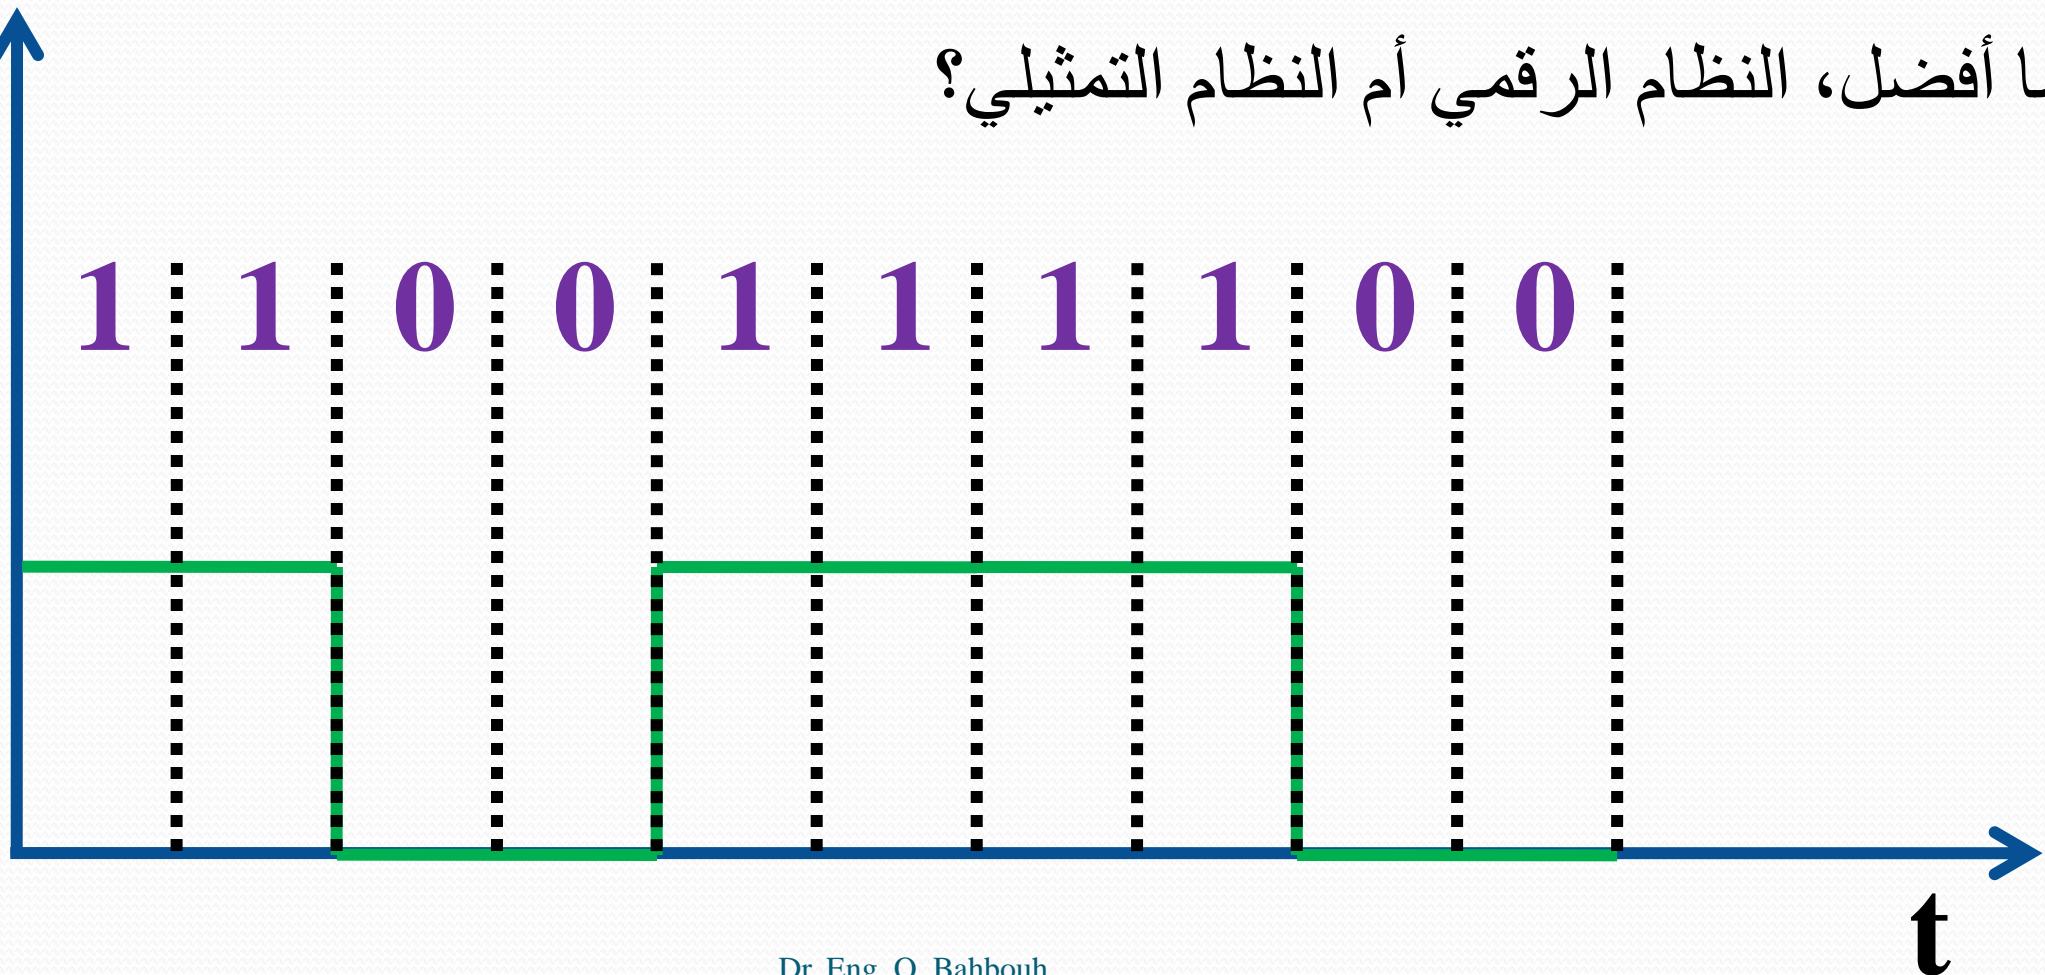 أفضل، النظام الرقمي أم النظام التمثيلي؟
1 1 0 0 1 1 1 1 0 0
t
Dr. Eng. O. Bahbouh